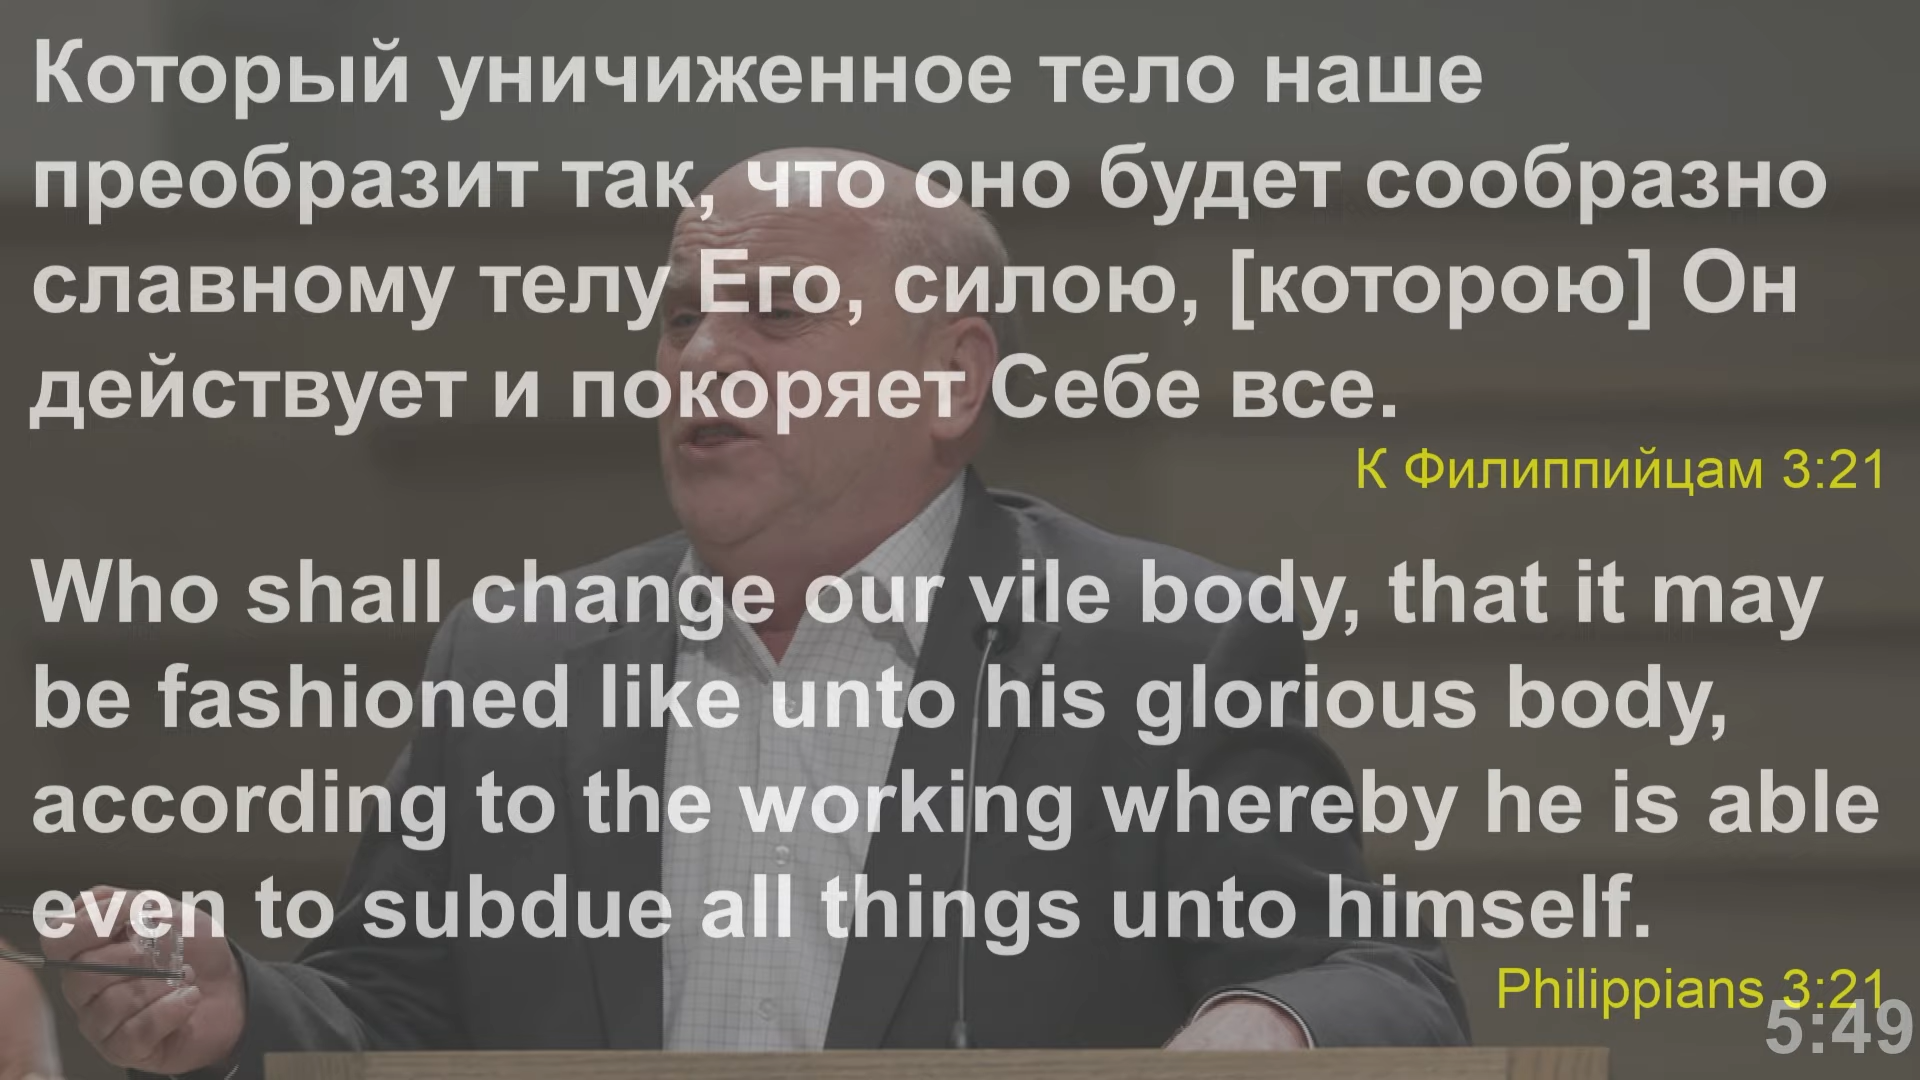 Который уничиженное тело наше
преобразит так, что оно будет сообразно
славному телу Его, силою, [которою] Он
действует и покоряет Себе все.
К Филиппийцам 3:21
Who shall change our vile body, that it may
be fashioned like unto his glorious body,
according to the working whereby he is able
even to subdue all things unto himself.
Philippians 3:21
5:49